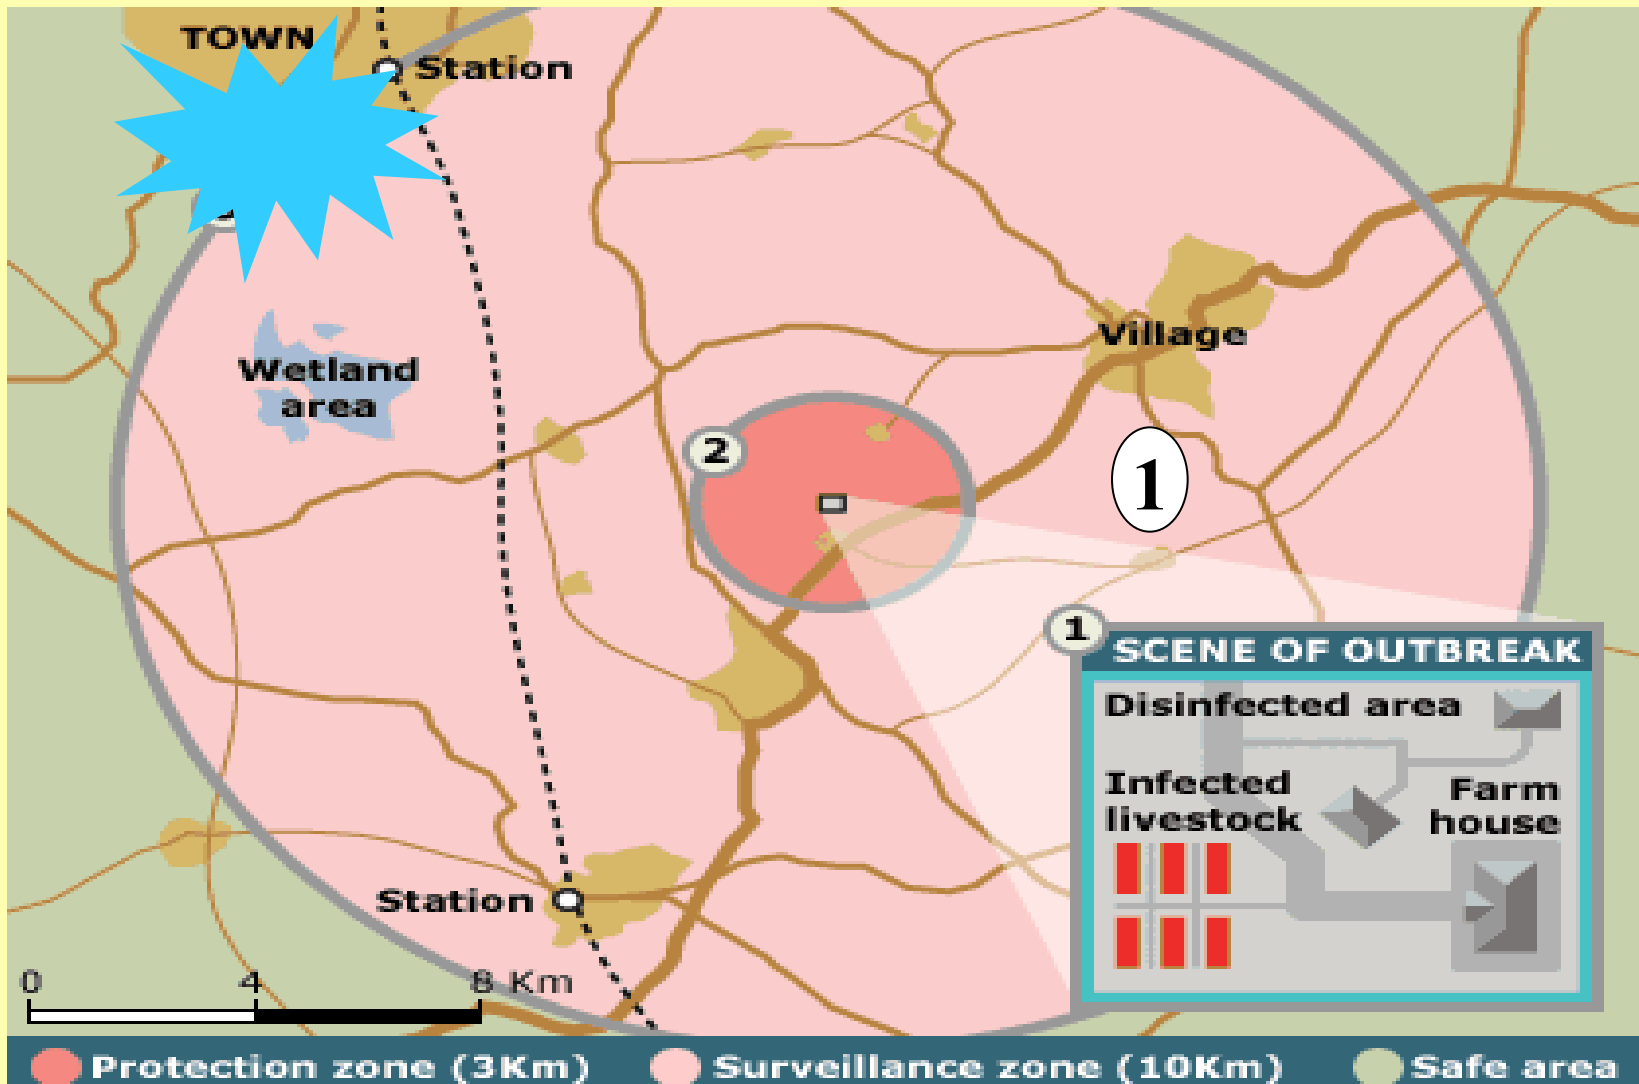 TOWN
Station
Wetland
area
Village
2
1
1
SCENE OF OUTBREAK
Disinfected area
Infected
livestock
Farm
house
Station
0 4 8 Km
Protection zone (3Km) Surveillance zone (10Km) Safe area